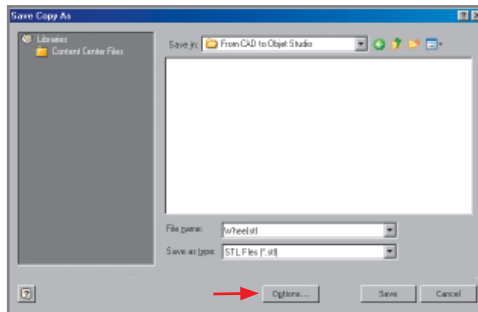 Save Copy As
Libraries
Content Center Files
Save in: From CAD to Objet Studio
File name: Wheel.stl
Save as type: STL Files (*.stl)
Options...
Save
Cancel